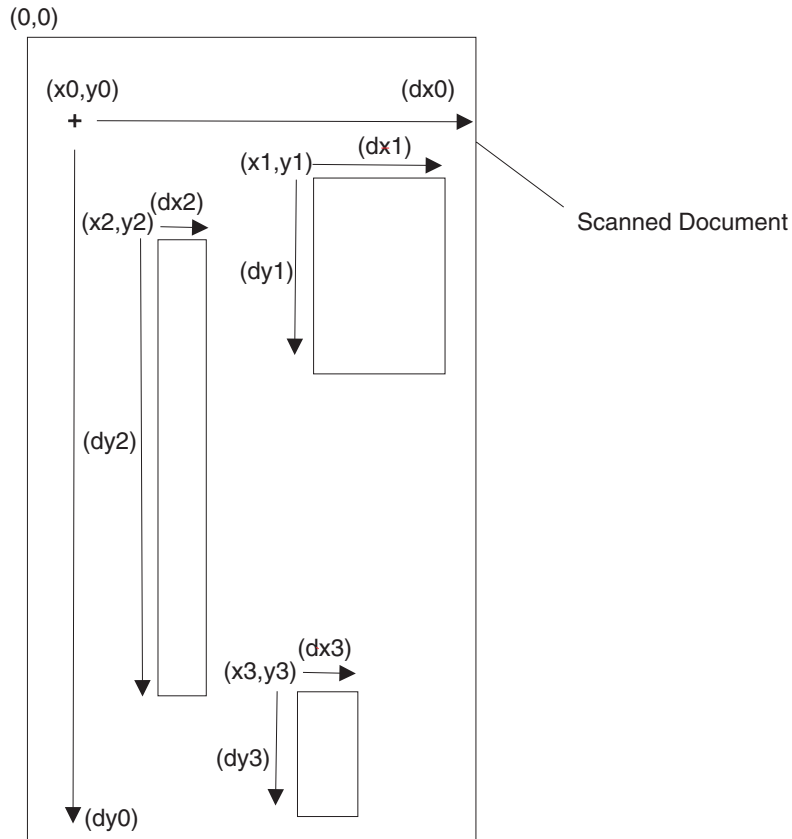 (0,0)
(x0,y0)
(dx0)
+
(dx1)
(x1,y1)
(dx2)
(x2,y2)
Scanned Document
(dy1)
(dy2)
(dx3)
(x3,y3)
(dy3)
(dy0)